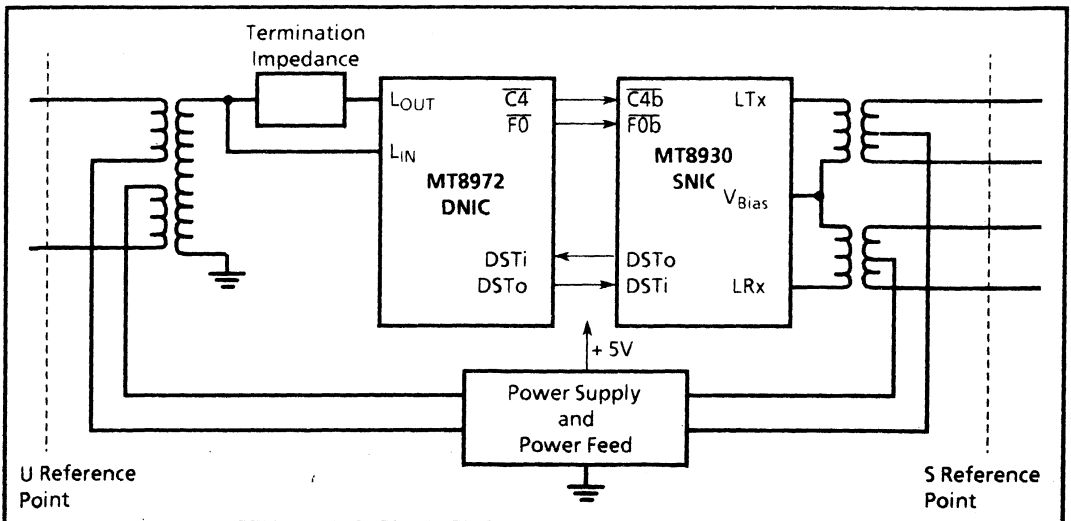 Termination
Impedance
LOUT
C4
F0
LIN
MT8972
DNIC
DSTi
DSTo
C4b
F0b
LTx
MT8930
SNIC
VBias
DSTo
DSTi
LRx
+ 5V
Power Supply
and
Power Feed
U Reference
Point
S Reference
Point